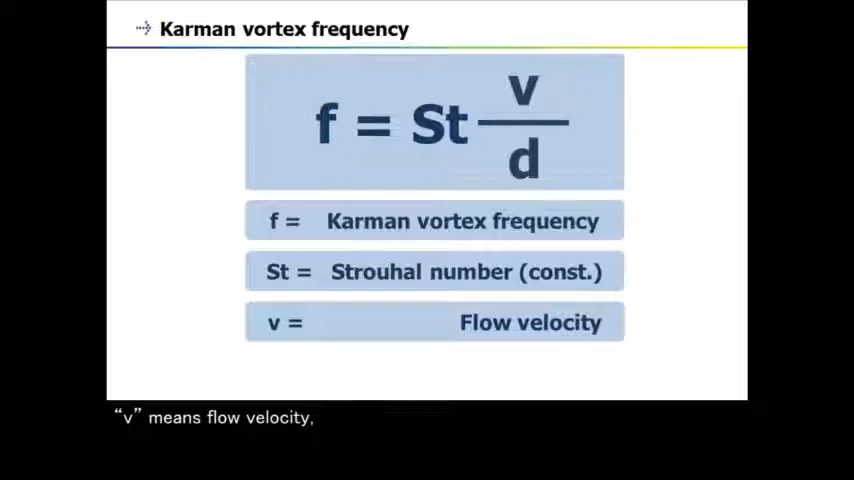 Karman vortex frequency
f = St v
d
f = Karman vortex frequency
St = Strouhal number (const.)
v = Flow velocity
“v” means flow velocity,